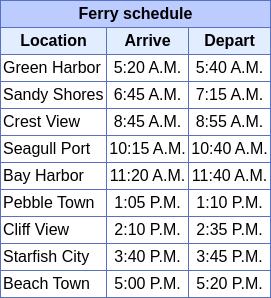 Ferry schedule
Location Arrive Depart
Green Harbor 5:20 A.M. 5:40 A.M.
Sandy Shores 6:45 A.M. 7:15 A.M.
Crest View 8:45 A.M. 8:55 A.M.
Seagull Port 10:15 A.M. 10:40 A.M.
Bay Harbor 11:20 A.M. 11:40 A.M.
Pebble Town 1:05 P.M. 1:10 P.M.
Cliff View 2:10 P.M. 2:35 P.M.
Starfish City 3:40 P.M. 3:45 P.M.
Beach Town 5:00 P.M. 5:20 P.M.